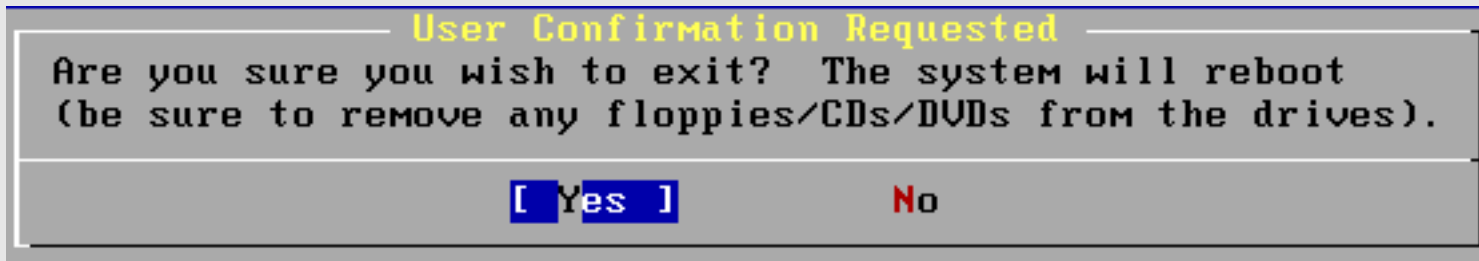 User Confirmation Requested
Are you sure you wish to exit?  The system will reboot
(be sure to remove any floppies/CDs/DVDs from the drives).
[ Yes ]    No